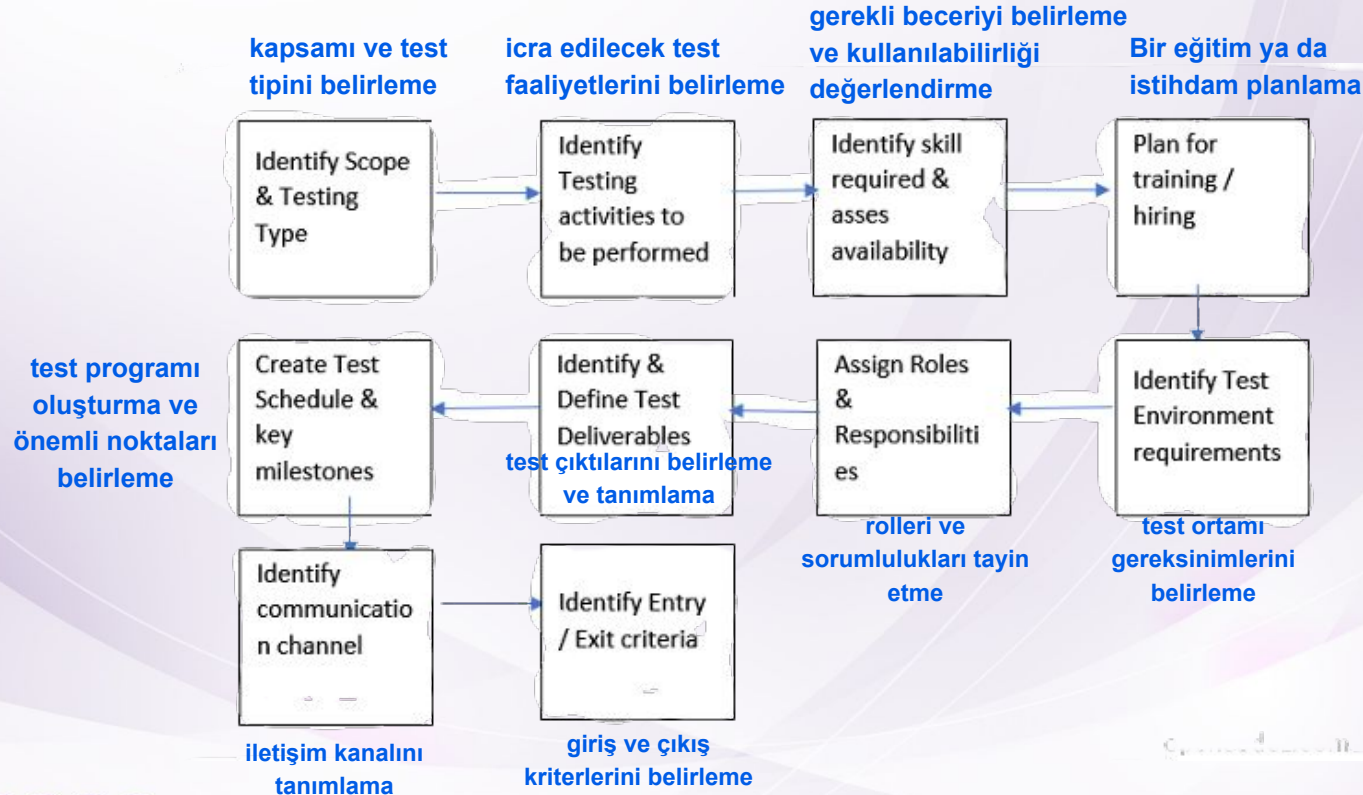 kapsamı ve test
tipini belirleme
icra edilecek test
faaliyetlerini belirleme
gerekli beceriyi belirleme
ve kullanılabilirliği
değerlendirme
Bir eğitim ya da
istihdam planlama
Identify Scope
& Testing
Type
Identify
Testing
activities to
be performed
Identify skill
required &
asses
availability
Plan for
training /
hiring
test programı
oluşturma ve
önemli noktaları
belirleme
Create Test
Schedule &
key
milestones
Identify &
Define Test
Deliverables
test çıktılarını belirleme
ve tanımlama
Assign Roles
&
Responsibiliti
es
rolleri ve
sorumlulukları tayin
etme
Identify Test
Environment
requirements
test ortamı
gereksinimlerini
belirleme
Identify
communicatio
n channel
iletişim kanalını
tanımlama
Identify Entry
/ Exit criteria
giriş ve çıkış
kriterlerini belirleme